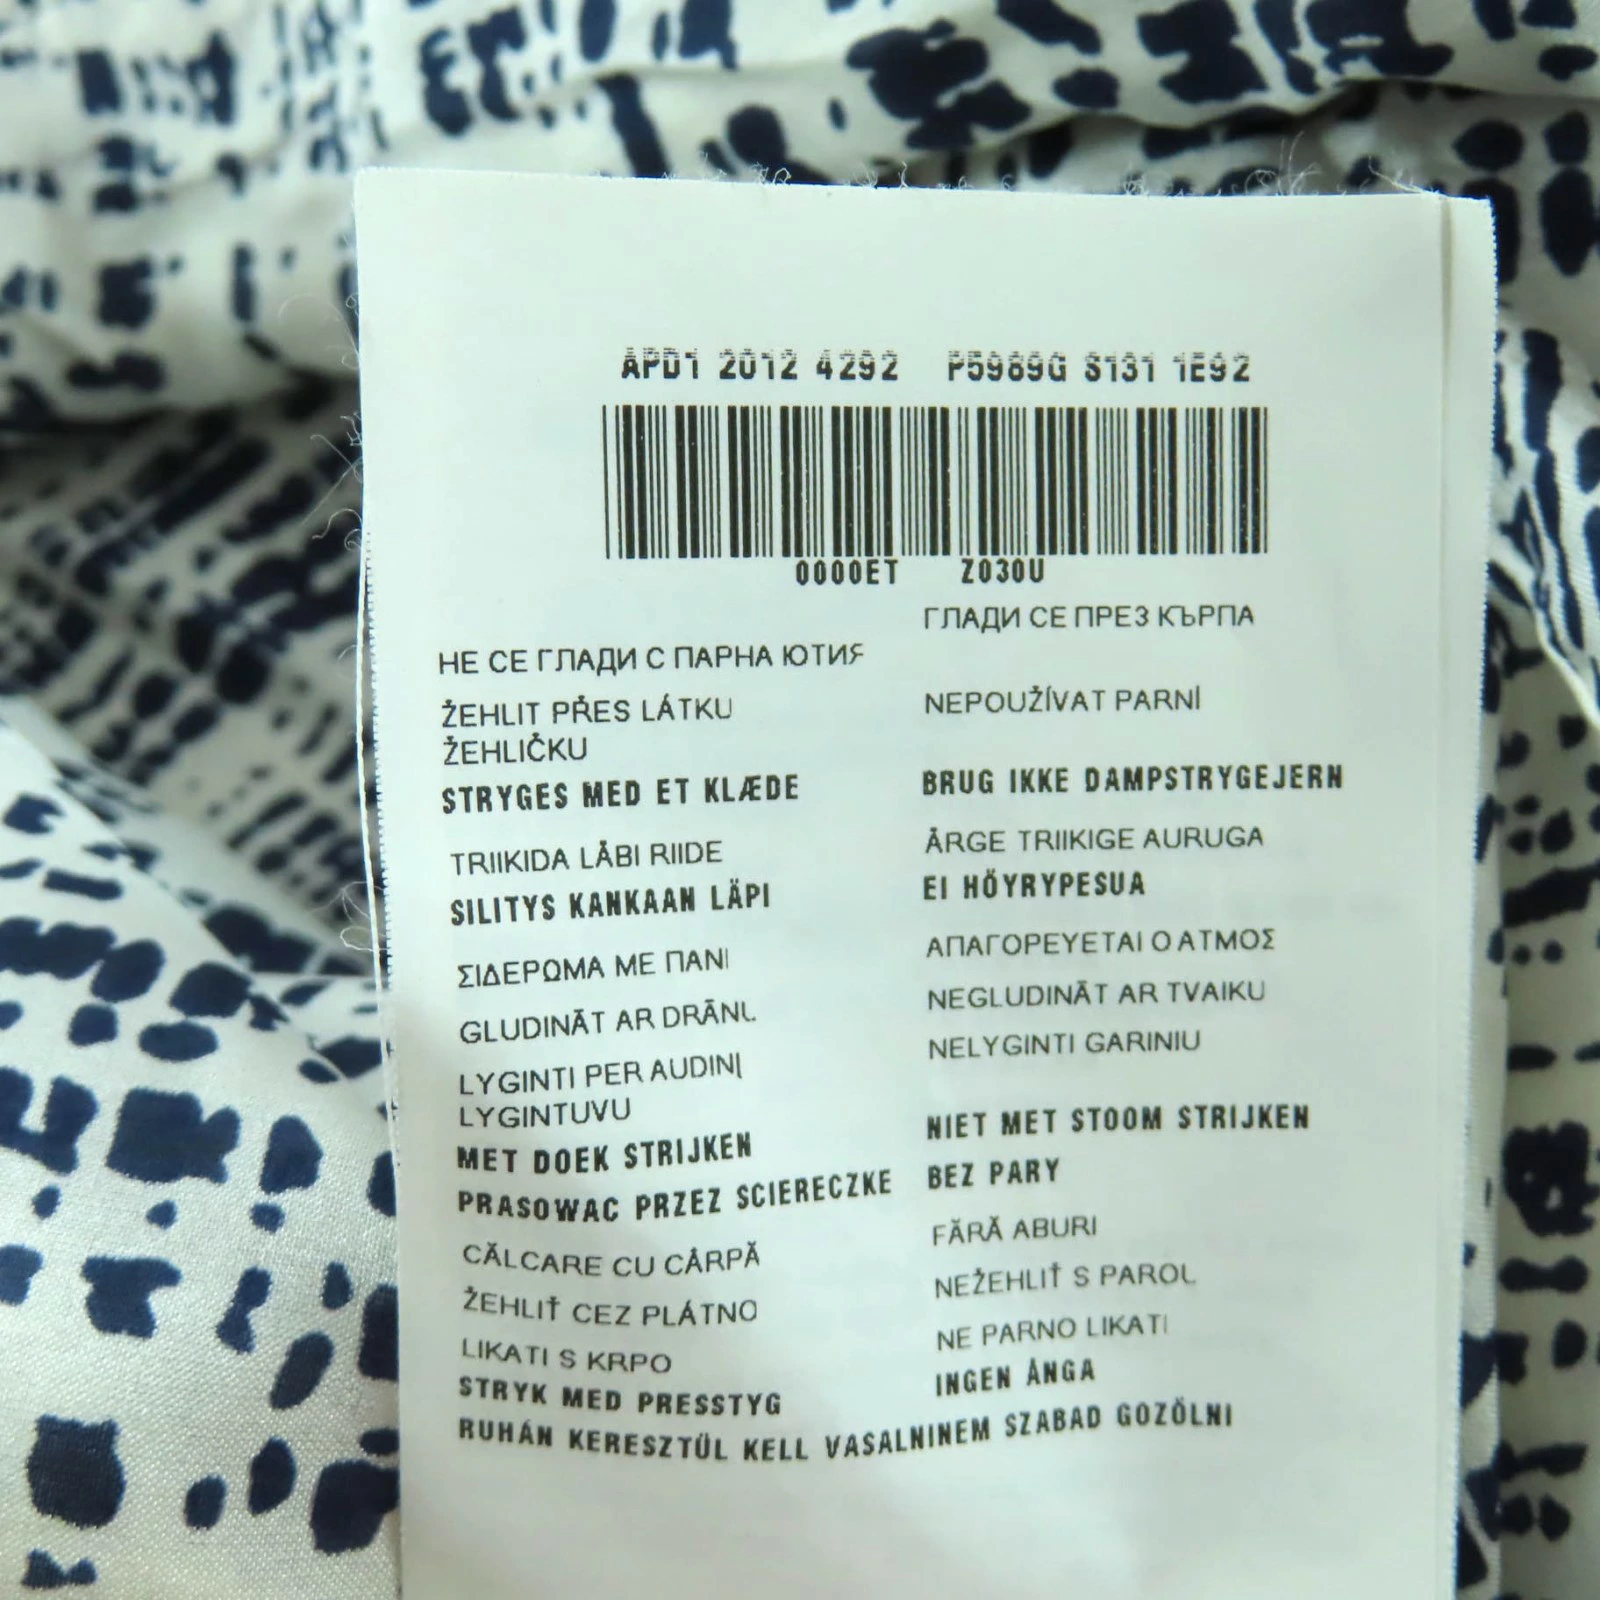 APD1 2012 4292 P5989G S131 1E92
0000ET Z030U
ГЛАДИ СЕ ПРЕЗ КЪРПА
НЕ СЕ ГЛАДИ С ПАРНА ЮТИЯ
ŽEHLIT PŘES LÁTKU NEPOUŽÍVAT PARNÍ
ŽEHLIČKU
STRYGES MED ET KLÆDE BRUG IKKE DAMPSTRYGEJERN
TRIIKIDA LÄBI RIIDE ÄRGE TRIIKIGE AURUGA
SILITYS KANKAAN LÄPI EI HÖYRYPESUA
ΣΙΔΕΡΩΜΑ ΜΕ ΠΑΝΙ ΑΠΑΓΟΡΕΥΕΤΑΙ Ο ΑΤΜΟΣ
GLUDINĀT AR DRĀNU NEGLUDINĀT AR TVAIKU
LYGINTI PER AUDINĮ NELYGINTI GARINIU
LYGINTUVU
MET DOEK STRIJKEN NIET MET STOOM STRIJKEN
PRASOWAC PRZEZ SCIERECZKE BEZ PARY
CĂLCARE CU CÂRPĂ FĂRĂ ABURI
ŽEHLIŤ CEZ PLÁTNO NEŽEHLIŤ S PAROU
LIKATI S KRPO NE PARNO LIKATI
STRYK MED PRESSTYG INGEN ÅNGA
RUHÁN KERESZTÜL KELL VASALNINEM SZABAD GOZÖLNI